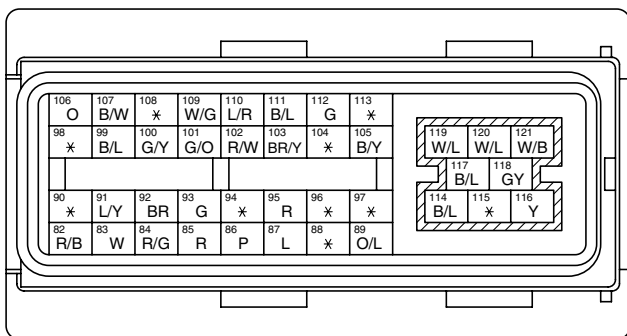 106 107 108 109 110 111 112 113
O B/W * W/G L/R B/L G *
98 99 100 101 102 103 104 105
* B/L G/Y G/O R/W BR/Y * B/Y
119 120 121
W/L W/L W/B
117 118
B/L GY
90 91 92 93 94 95 96 97
* L/Y BR G * R * *
114 115 116
B/L * Y
82 83 84 85 86 87 88 89
R/B W R/G R P L * O/L